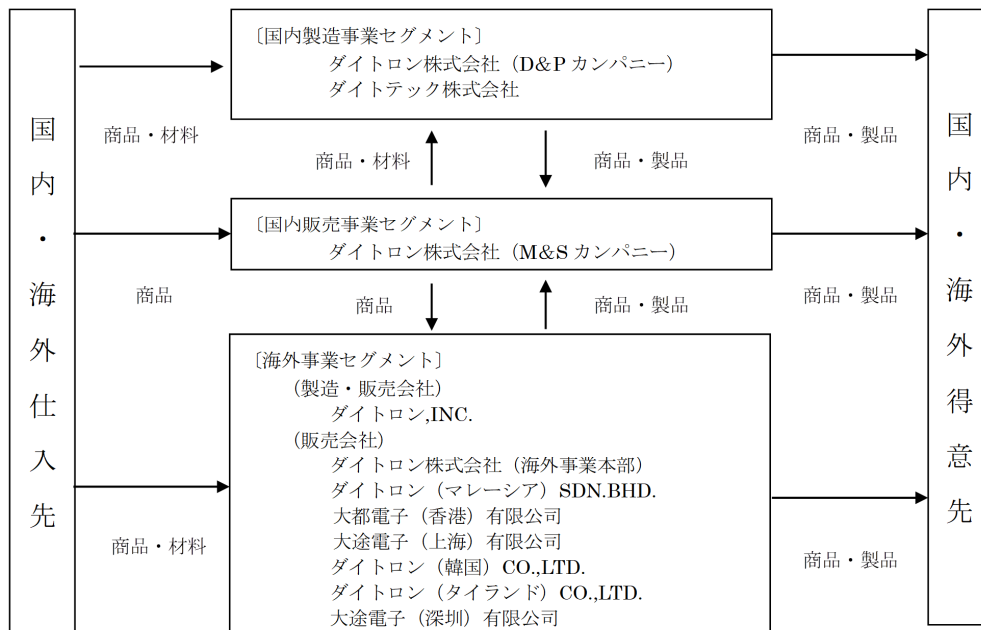 国内・海外仕入先
商品・材料
商品
商品・材料
〔国内製造事業セグメント〕
ダイトロン株式会社（D&P カンパニー）
ダイトテック株式会社
商品・材料
商品・製品
〔国内販売事業セグメント〕
ダイトロン株式会社（M&S カンパニー）
商品
商品・製品
〔海外事業セグメント〕
(製造・販売会社)
ダイトロン,INC.
(販売会社)
ダイトロン株式会社（海外事業本部）
ダイトロン（マレーシア）SDN.BHD.
大都電子（香港）有限公司
大途電子（上海）有限公司
ダイトロン（韓国）CO.,LTD.
ダイトロン（タイランド）CO.,LTD.
大途電子（深圳）有限公司
商品・製品
商品・製品
商品・製品
国内・海外得意先